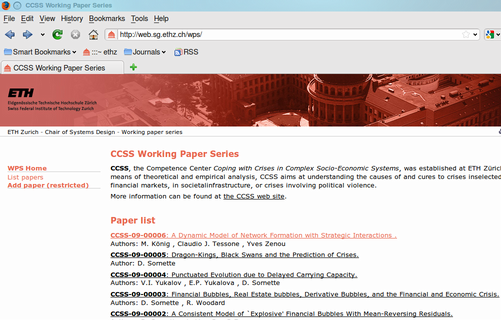 CCSS Working Paper Series
File Edit View History Bookmarks Tools Help
http://web.sg.ethz.ch/wps/
Smart Bookmarks :::~ ethz Journals RSS
CCSS Working Paper Series
ETH
Eidgenössische Technische Hochschule Zürich
Swiss Federal Institute of Technology Zurich
ETH Zurich - Chair of Systems Design - Working paper series
CCSS Working Paper Series
WPS Home
List papers
Add paper (restricted)
CCSS, the Competence Center Coping with Crises in Complex Socio-Economic Systems, was established at ETH Züric
means of theoretical and empirical analysis, CCSS aims at understanding the causes of and cures to crises inselected
financial markets, in societalinfrastructure, or crises involving political violence.
More information can be found at the CCSS web site.
Paper list
CCSS-09-00006: A Dynamic Model of Network Formation with Strategic Interactions .
Authors: M. König , Claudio J. Tessone , Yves Zenou
CCSS-09-00005: Dragon-Kings, Black Swans and the Prediction of Crises.
Author: D. Sornette
CCSS-09-00004: Punctuated Evolution due to Delayed Carrying Capacity.
Authors: V.I. Yukalov , E.P. Yukalova , D. Sornette
CCSS-09-00003: Financial Bubbles, Real Estate bubbles, Derivative Bubbles, and the Financial and Economic Crisis.
Authors: D. Sornette , R. Woodard
CCSS-09-00002: A Consistent Model of `Explosive' Financial Bubbles With Mean-Reversing Residuals.